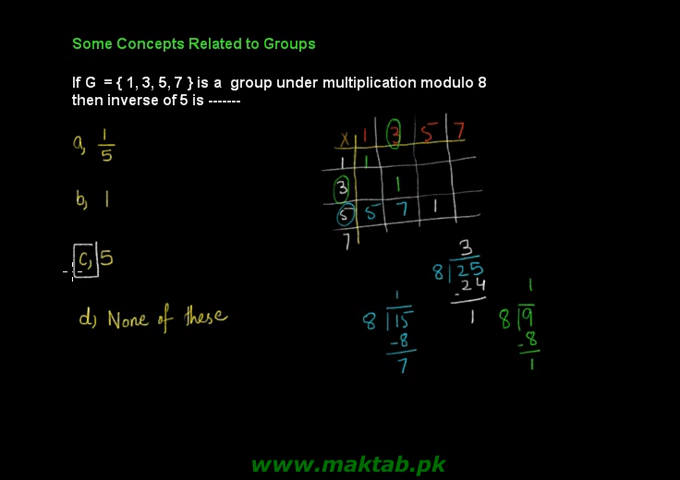 Some Concepts Related to Groups
If G = { 1, 3, 5, 7 } is a group under multiplication modulo 8
then inverse of 5 is -------
a, 1/5
b, 1
c, 5
d) None of these
x 1 3 5 7
1 1
3 1
5 5 7 1
7
3
8 25
-24
1
1
8 15
-8
7
1
8 9
-8
1
www.maktab.pk